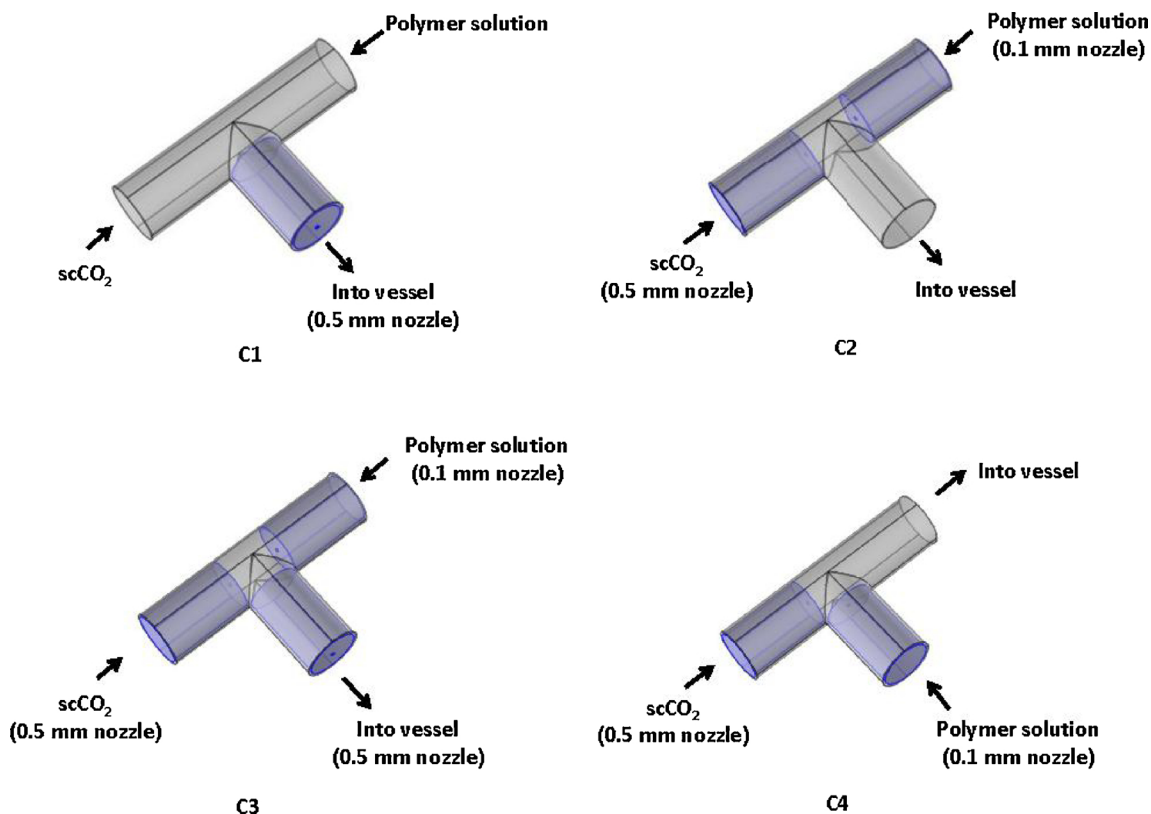 Polymer solution
scCO₂
Into vessel
(0.5 mm nozzle)
C1
Polymer solution
(0.1 mm nozzle)
scCO₂
(0.5 mm nozzle)
Into vessel
C2
Polymer solution
(0.1 mm nozzle)
scCO₂
(0.5 mm nozzle)
Into vessel
(0.5 mm nozzle)
C3
Into vessel
scCO₂
(0.5 mm nozzle)
Polymer solution
(0.1 mm nozzle)
C4